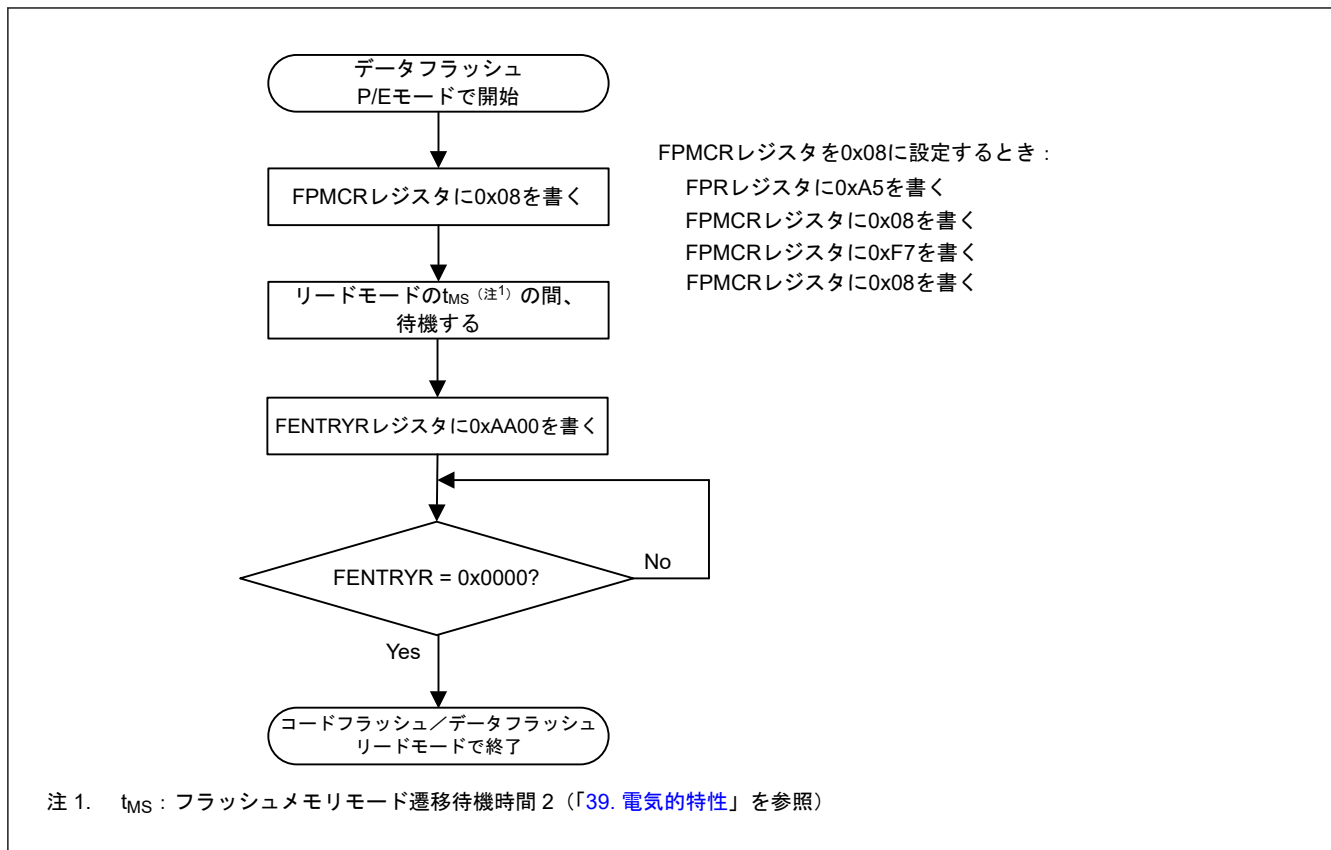 データフラッシュ
P/Eモードで開始
FPMCRレジスタに0x08を書く
リードモードのtMS（注1）の間、
待機する
FENTRYRレジスタに0xAA00を書く
FENTRYR = 0x0000?
No
Yes
コードフラッシュ／データフラッシュ
リードモードで終了
FPMCRレジスタを0x08に設定するとき：
FPRレジスタに0xA5を書く
FPMCRレジスタに0x08を書く
FPMCRレジスタに0xF7を書く
FPMCRレジスタに0x08を書く
注 1. tMS：フラッシュメモリモード遷移待機時間 2（「39. 電気的特性」を参照）